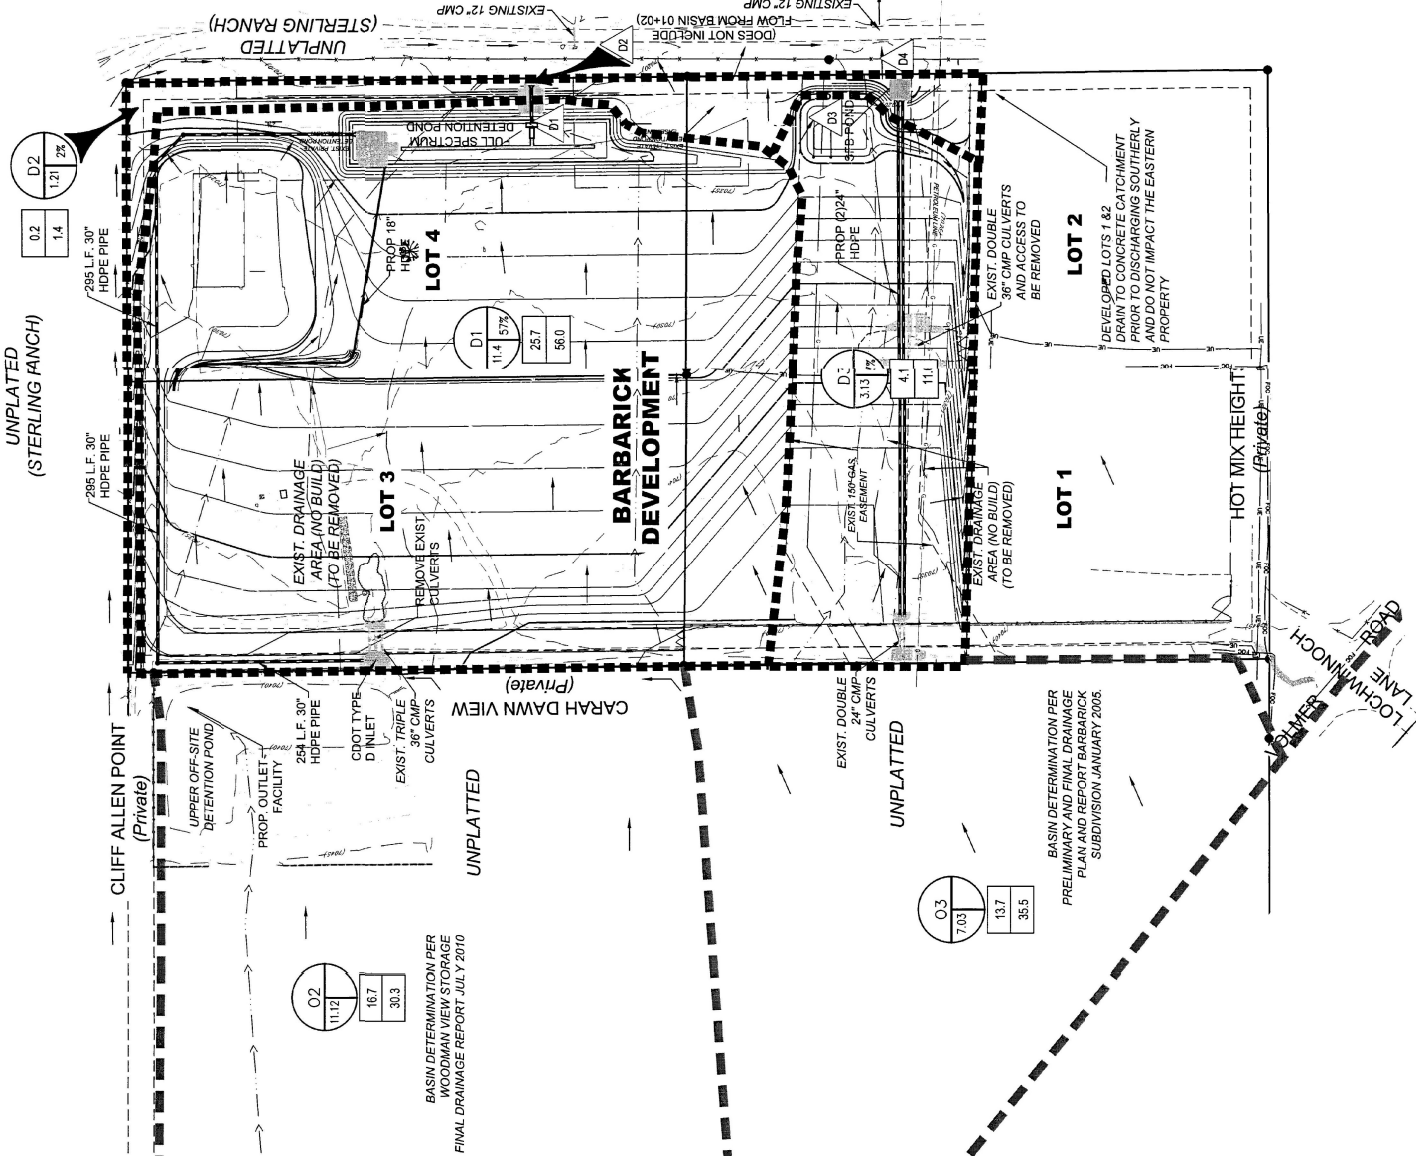 EXISTING 12" CMP
EXISTING 12" CMP
UNPLATTED
(STERLING RANCH)
(DOES NOT INCLUDE
FLOW FROM BASIN 01+02)
D2
D4
D2
1.21
2%
0.2
1.4
UNPLATTED
(STERLING RANCH)
295 L.F. 30"
HDPE PIPE
295 L.F. 30"
HDPE PIPE
FULL SPECTRUM
DETENTION POND
D1
D3
SFB POND
PROP 18"
HDPE
LOT 4
D1
11.4
57%
25.7
56.0
PROP (2)24"
HDPE
EXIST. DOUBLE
36" CMP CULVERTS
AND ACCESS TO
BE REMOVED
LOT 2
DEVELOPED LOTS 1 &2
DRAIN TO CONCRETE CATCHMENT
PRIOR TO DISCHARGING SOUTHERLY
AND DO NOT IMPACT THE EASTERN
PROPERTY
3.13
4.1
BARBARICK
DEVELOPMENT
LOT 3
EXIST. DRAINAGE
AREA (NO BUILD)
(TO BE REMOVED)
REMOVE EXIST
CULVERTS
EXIST. 150' GAS
EASEMENT
EXIST. DRAINAGE
AREA (NO BUILD)
(TO BE REMOVED)
LOT 1
HOT MIX HEIGHT
(Private)
CLIFF ALLEN POINT
(Private)
UPPER OFF-SITE
DETENTION POND
PROP. OUTLET
FACILITY
254 L.F. 30"
HDPE PIPE
CDOT TYPE
D INLET
EXIST. TRIPLE
36" CMP
CULVERTS
CARAH DAWN VIEW
(Private)
UNPLATTED
EXIST. DOUBLE
24" CMP
CULVERTS
UNPLATTED
BASIN DETERMINATION PER
PRELIMINARY AND FINAL DRAINAGE
PLAN AND REPORT BARBARICK
SUBDIVISION JANUARY 2005.
LOCHWINNOCH
LANE
VOLMER
ROAD
O3
7.03
13.7
35.5
O2
11.12
16.7
30.3
BASIN DETERMINATION PER
WOODMAN VIEW STORAGE
FINAL DRAINAGE REPORT JULY 2010